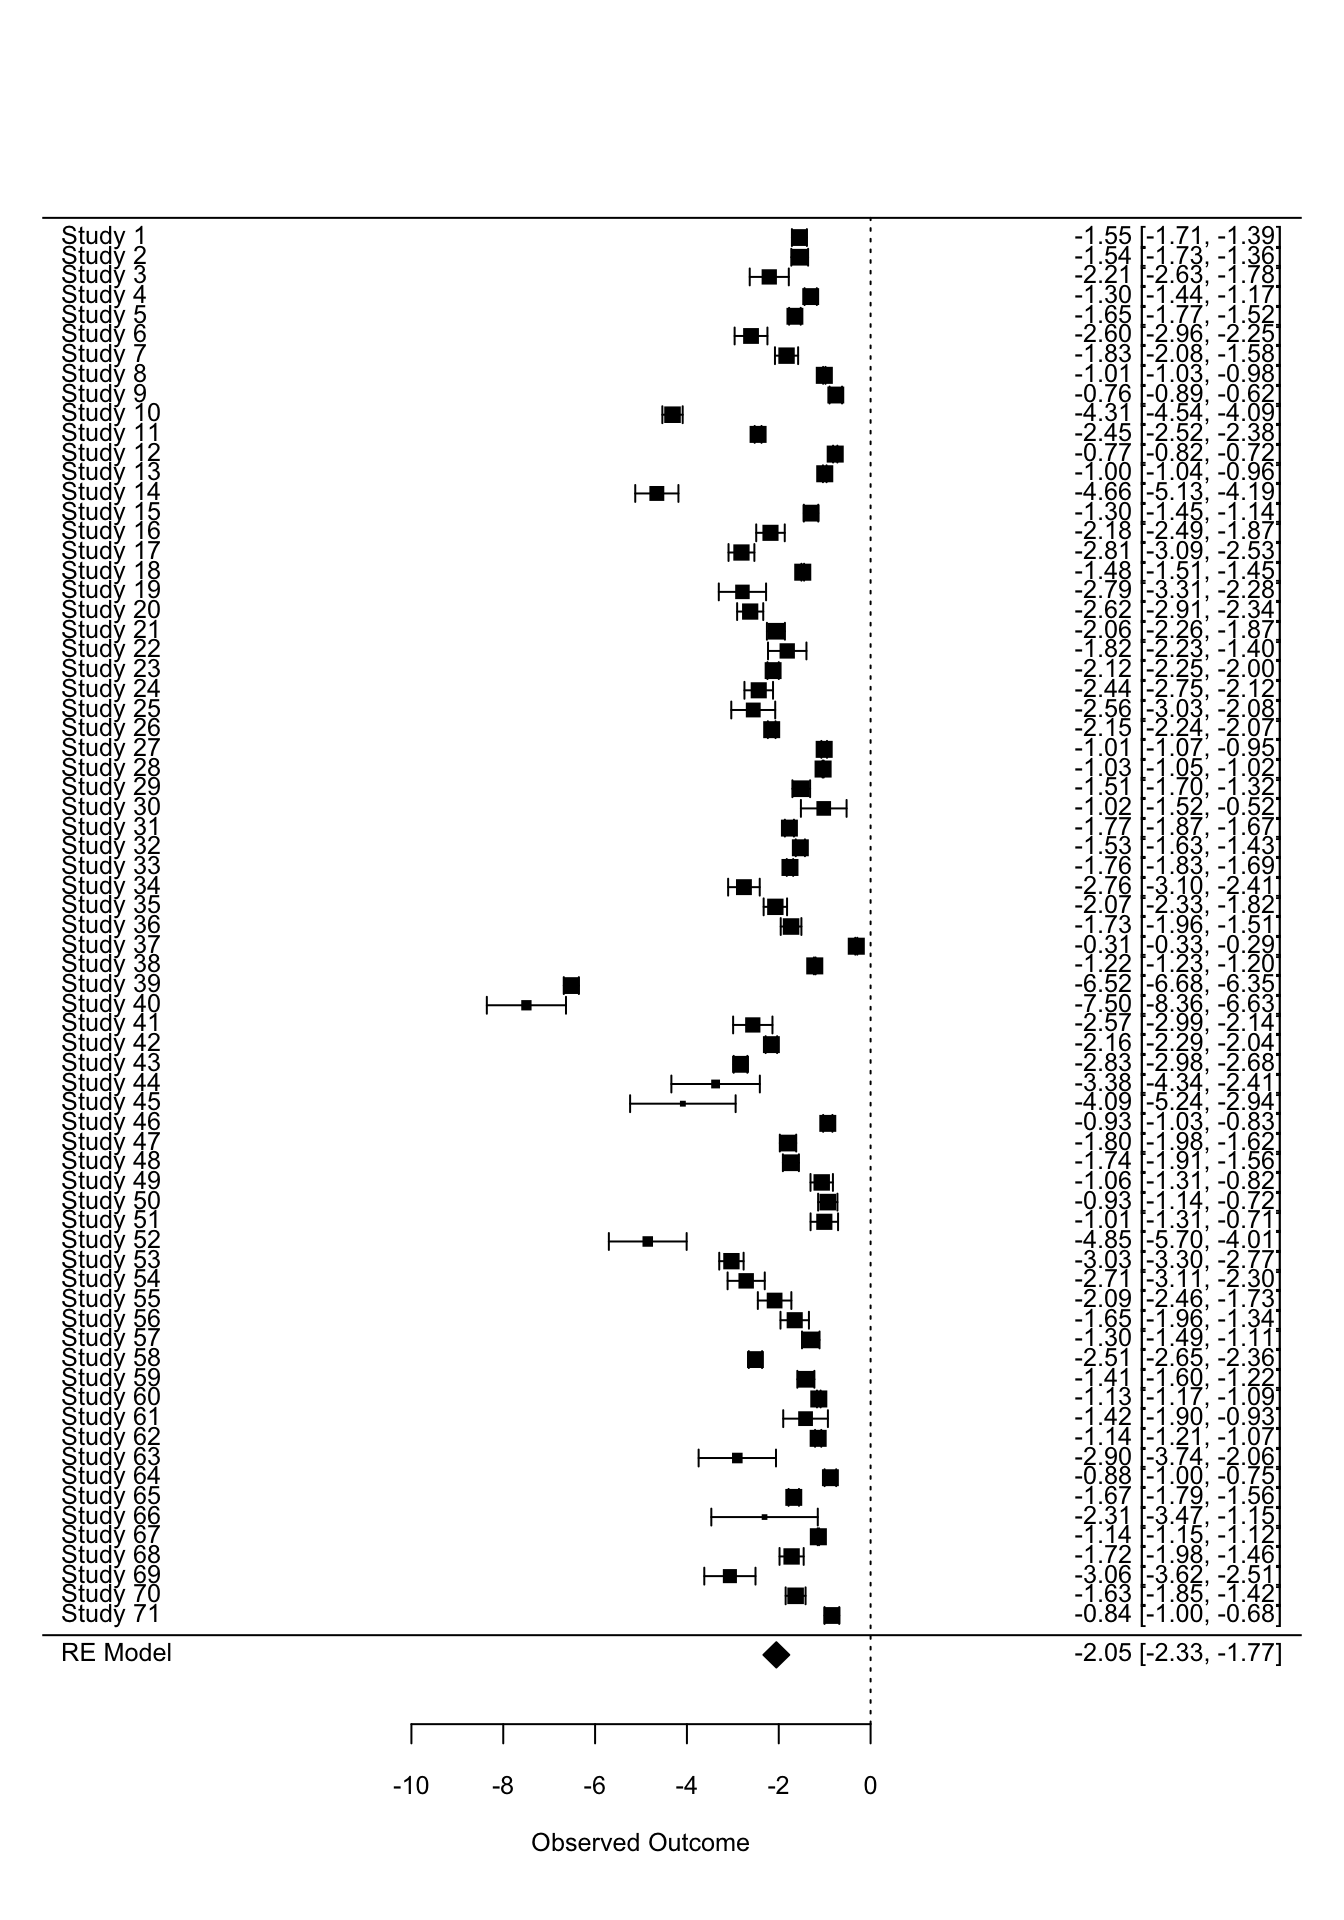 Study 1 -1.55 [-1.71, -1.39]
Study 2 -1.54 [-1.73, -1.36]
Study 3 -2.21 [-2.63, -1.78]
Study 4 -1.30 [-1.44, -1.17]
Study 5 -1.65 [-1.77, -1.52]
Study 6 -2.60 [-2.96, -2.25]
Study 7 -1.83 [-2.08, -1.58]
Study 8 -1.01 [-1.03, -0.98]
Study 9 -0.76 [-0.89, -0.62]
Study 10 -4.31 [-4.54, -4.09]
Study 11 -2.45 [-2.52, -2.38]
Study 12 -0.77 [-0.82, -0.72]
Study 13 -1.00 [-1.04, -0.96]
Study 14 -4.66 [-5.13, -4.19]
Study 15 -1.30 [-1.45, -1.14]
Study 16 -2.18 [-2.49, -1.87]
Study 17 -2.81 [-3.09, -2.53]
Study 18 -1.48 [-1.51, -1.45]
Study 19 -2.79 [-3.31, -2.28]
Study 20 -2.62 [-2.91, -2.34]
Study 21 -2.06 [-2.26, -1.87]
Study 22 -1.82 [-2.23, -1.40]
Study 23 -2.12 [-2.25, -2.00]
Study 24 -2.44 [-2.75, -2.12]
Study 25 -2.56 [-3.03, -2.08]
Study 26 -2.15 [-2.24, -2.07]
Study 27 -1.01 [-1.07, -0.95]
Study 28 -1.03 [-1.05, -1.02]
Study 29 -1.51 [-1.70, -1.32]
Study 30 -1.02 [-1.52, -0.52]
Study 31 -1.77 [-1.87, -1.67]
Study 32 -1.53 [-1.63, -1.43]
Study 33 -1.76 [-1.83, -1.69]
Study 34 -2.76 [-3.10, -2.41]
Study 35 -2.07 [-2.33, -1.82]
Study 36 -1.73 [-1.96, -1.51]
Study 37 -0.31 [-0.33, -0.29]
Study 38 -1.22 [-1.23, -1.20]
Study 39 -6.52 [-6.68, -6.35]
Study 40 -7.50 [-8.36, -6.63]
Study 41 -2.57 [-2.99, -2.14]
Study 42 -2.16 [-2.29, -2.04]
Study 43 -2.83 [-2.98, -2.68]
Study 44 -3.38 [-4.34, -2.41]
Study 45 -4.09 [-5.24, -2.94]
Study 46 -0.93 [-1.03, -0.83]
Study 47 -1.80 [-1.98, -1.62]
Study 48 -1.74 [-1.91, -1.56]
Study 49 -1.06 [-1.31, -0.82]
Study 50 -0.93 [-1.14, -0.72]
Study 51 -1.01 [-1.31, -0.71]
Study 52 -4.85 [-5.70, -4.01]
Study 53 -3.03 [-3.30, -2.77]
Study 54 -2.71 [-3.11, -2.30]
Study 55 -2.09 [-2.46, -1.73]
Study 56 -1.65 [-1.96, -1.34]
Study 57 -1.30 [-1.49, -1.11]
Study 58 -2.51 [-2.65, -2.36]
Study 59 -1.41 [-1.60, -1.22]
Study 60 -1.13 [-1.17, -1.09]
Study 61 -1.42 [-1.90, -0.93]
Study 62 -1.14 [-1.21, -1.07]
Study 63 -2.90 [-3.74, -2.06]
Study 64 -0.88 [-1.00, -0.75]
Study 65 -1.67 [-1.79, -1.56]
Study 66 -2.31 [-3.47, -1.15]
Study 67 -1.14 [-1.15, -1.12]
Study 68 -1.72 [-1.98, -1.46]
Study 69 -3.06 [-3.62, -2.51]
Study 70 -1.63 [-1.85, -1.42]
Study 71 -0.84 [-1.00, -0.68]
RE Model -2.05 [-2.33, -1.77]
-10 -8 -6 -4 -2 0
Observed Outcome